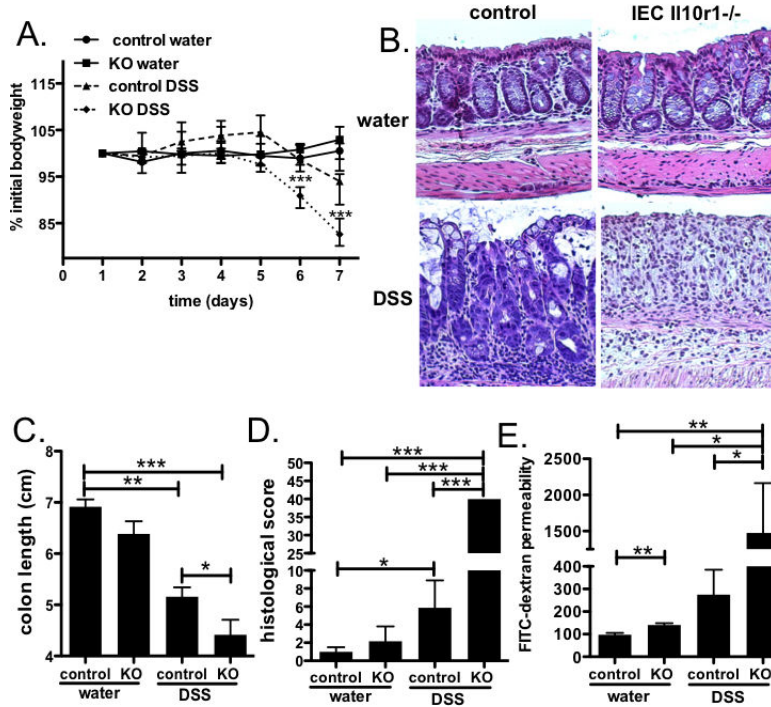 A.
control water
KO water
control DSS
KO DSS
% initial bodyweight
115
105
95
85
***
***
0 1 2 3 4 5 6 7
time (days)
B.
control IEC Il10r1-/-
water
DSS
C.
colon length (cm)
7
6
5
4
***
**
*
control KO control KO
water DSS
D.
histological score
50
45
40
35
30
25
10
8
6
4
2
0
***
***
***
*
control KO control KO
water DSS
E.
FITC-dextran permeability
2500
2000
1500
1000
400
300
200
100
0
**
*
*
**
control KO control KO
water DSS